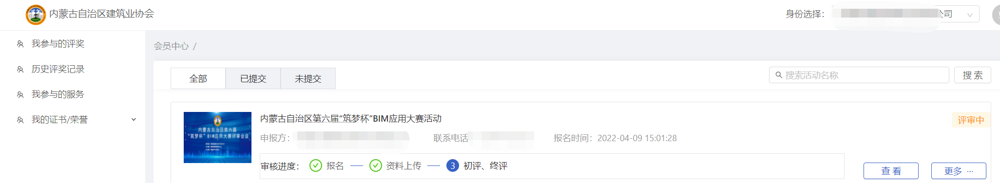 内蒙古自治区建筑业协会
身份选择：
公司
我参与的评奖
历史评奖记录
我参与的服务
我的证书/荣誉
会员中心 /
全部
已提交
未提交
搜索活动名称
搜 索
内蒙古自治区第六届
“筑梦杯”BIM应用大赛评审会议
内蒙古自治区第六届“筑梦杯”BIM应用大赛活动
评审中
申报方：
联系电话
报名时间：2022-04-09 15:01:28
审核进度：
报名
资料上传
3 初评、终评
查 看
更多 ···